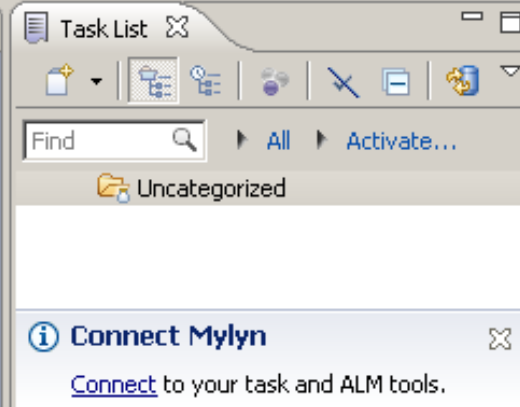 Task List
Find All Activate...
Uncategorized
Connect Mylyn
Connect to your task and ALM tools.